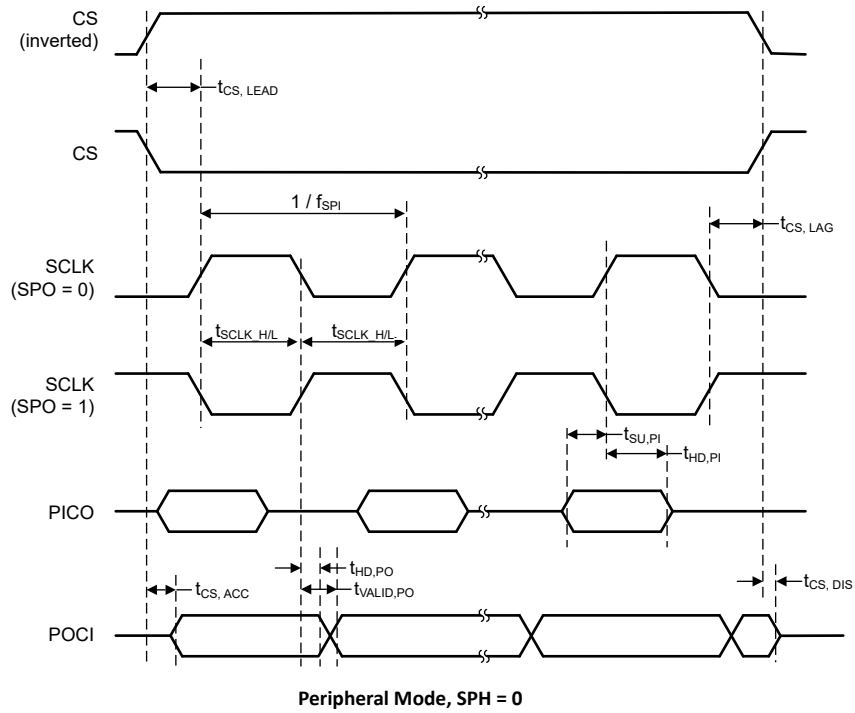 CS
(inverted)
tCS, LEAD
CS
1 / fSPI
tCS, LAG
SCLK
(SPO = 0)
tSCLK_H/L
tSCLK_H/L.
SCLK
(SPO = 1)
tSU,PI
tHD,PI
PICO
tHD,PO
tVALID,PO
tCS, ACC
tCS, DIS
POCI
Peripheral Mode, SPH = 0